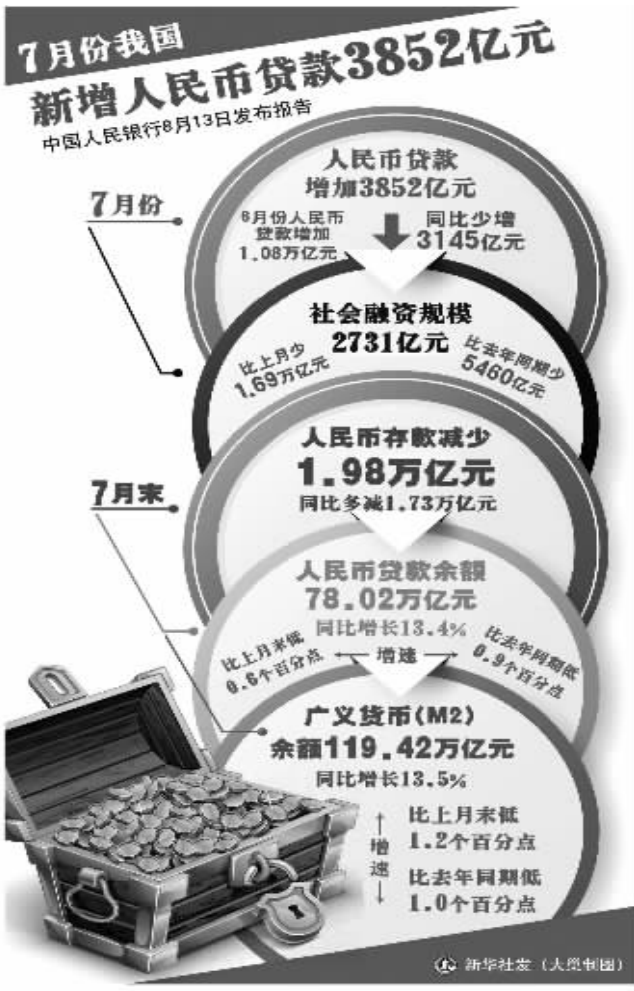 7月份我国
新增人民币贷款3852亿元
中国人民银行8月13日发布报告
7月份
人民币贷款
增加3852亿元
6月份人民币
贷款增加
1.08万亿元
同比少增
3145亿元
社会融资规模
2731亿元
比上月少
1.69万亿元
比去年同期少
5460亿元
人民币存款减少
1.98万亿元
同比多减1.73万亿元
7月末
人民币贷款余额
78.02万亿元
同比增长13.4%
比上月末低
0.6个百分点
增速
比去年同期低
0.9个百分点
广义货币(M2)
余额119.42万亿元
同比增长13.5%
增速
比上月末低
1.2个百分点
比去年同期低
1.0个百分点
新华社发（大巢制图）